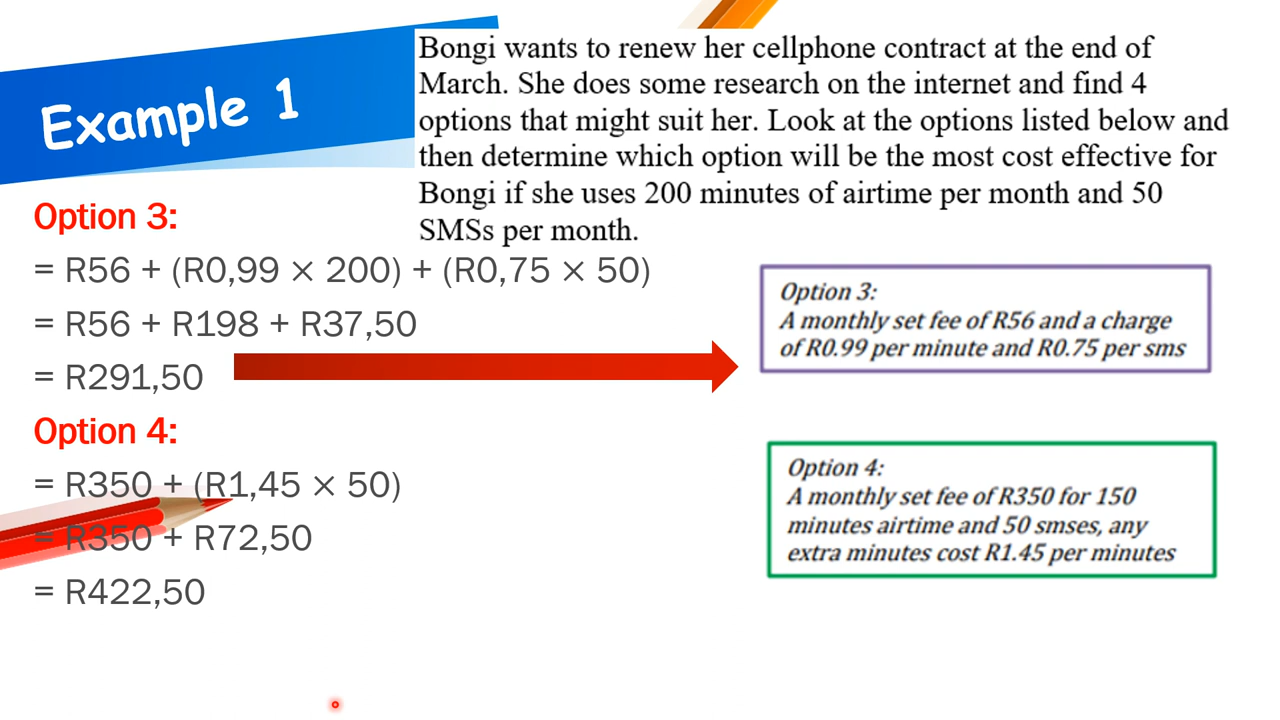 Example 1
Bongi wants to renew her cellphone contract at the end of
March. She does some research on the internet and find 4
options that might suit her. Look at the options listed below and
then determine which option will be the most cost effective for
Bongi if she uses 200 minutes of airtime per month and 50
SMSs per month.
Option 3:
= R56 + (R0,99 × 200) + (R0,75 × 50)
= R56 + R198 + R37,50
= R291,50
Option 4:
= R350 + (R1,45 × 50)
= R350 + R72,50
= R422,50
Option 3:
A monthly set fee of R56 and a charge
of R0.99 per minute and R0.75 per sms
Option 4:
A monthly set fee of R350 for 150
minutes airtime and 50 smses, any
extra minutes cost R1.45 per minutes